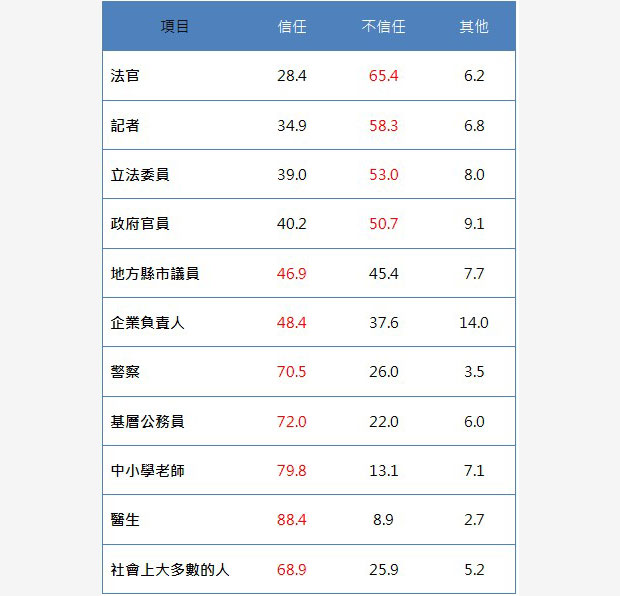 項目 信任 不信任 其他
法官 28.4 65.4 6.2
記者 34.9 58.3 6.8
立法委員 39.0 53.0 8.0
政府官員 40.2 50.7 9.1
地方縣市議員 46.9 45.4 7.7
企業負責人 48.4 37.6 14.0
警察 70.5 26.0 3.5
基層公務員 72.0 22.0 6.0
中小學老師 79.8 13.1 7.1
醫生 88.4 8.9 2.7
社會上大多數的人 68.9 25.9 5.2